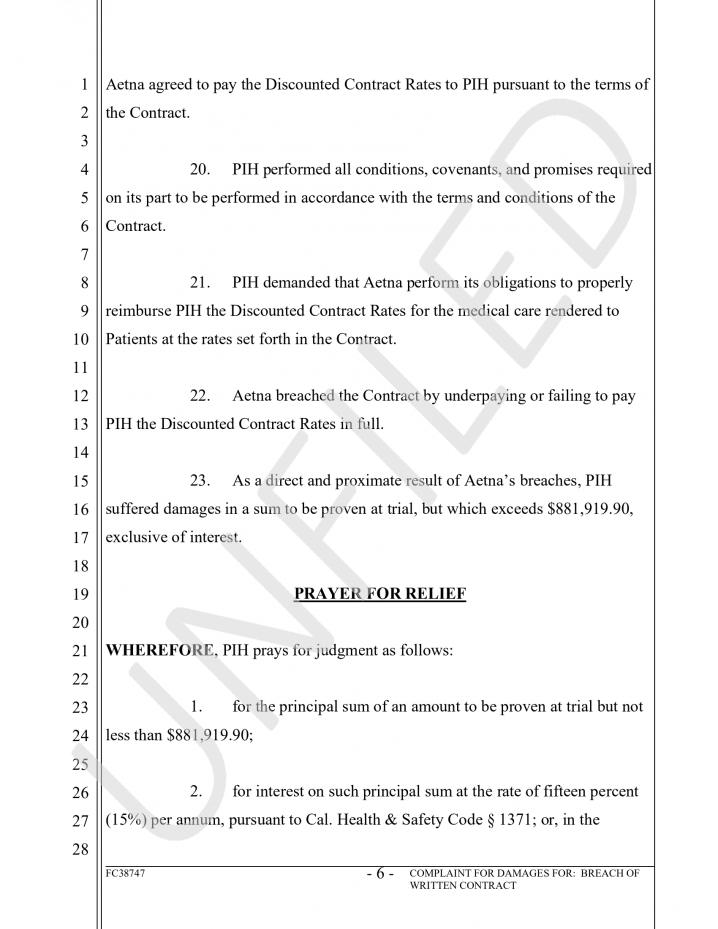 1 Aetna agreed to pay the Discounted Contract Rates to PIH pursuant to the terms of
2 the Contract.
3
4 20. PIH performed all conditions, covenants, and promises required
5 on its part to be performed in accordance with the terms and conditions of the
6 Contract.
7
8 21. PIH demanded that Aetna perform its obligations to properly
9 reimburse PIH the Discounted Contract Rates for the medical care rendered to
10 Patients at the rates set forth in the Contract.
11
12 22. Aetna breached the Contract by underpaying or failing to pay
13 PIH the Discounted Contract Rates in full.
14
15 23. As a direct and proximate result of Aetna’s breaches, PIH
16 suffered damages in a sum to be proven at trial, but which exceeds $881,919.90,
17 exclusive of interest.
18
19 PRAYER FOR RELIEF
20
21 WHEREFORE, PIH prays for judgment as follows:
22
23 1. for the principal sum of an amount to be proven at trial but not
24 less than $881,919.90;
25
26 2. for interest on such principal sum at the rate of fifteen percent
27 (15%) per annum, pursuant to Cal. Health & Safety Code § 1371; or, in the
28
FC38747 - 6 - COMPLAINT FOR DAMAGES FOR: BREACH OF
WRITTEN CONTRACT
UNFILED